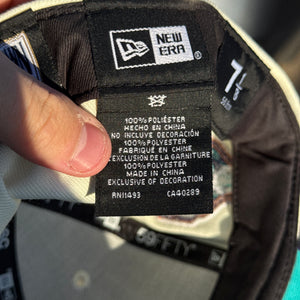 NEW
ERA
7 1/2
100%POLIÉSTER
HECHO EN CHINA
NO INCLUYE DECORACIÓN
100%POLYESTER
FABRIQUÉ EN CHINE
EXCLUSION DE LA GARNITURE
100%POLYESTER
MADE IN CHINA
EXCLUSIVE OF DECORATION
RN11493 CA40289
59FIFTY